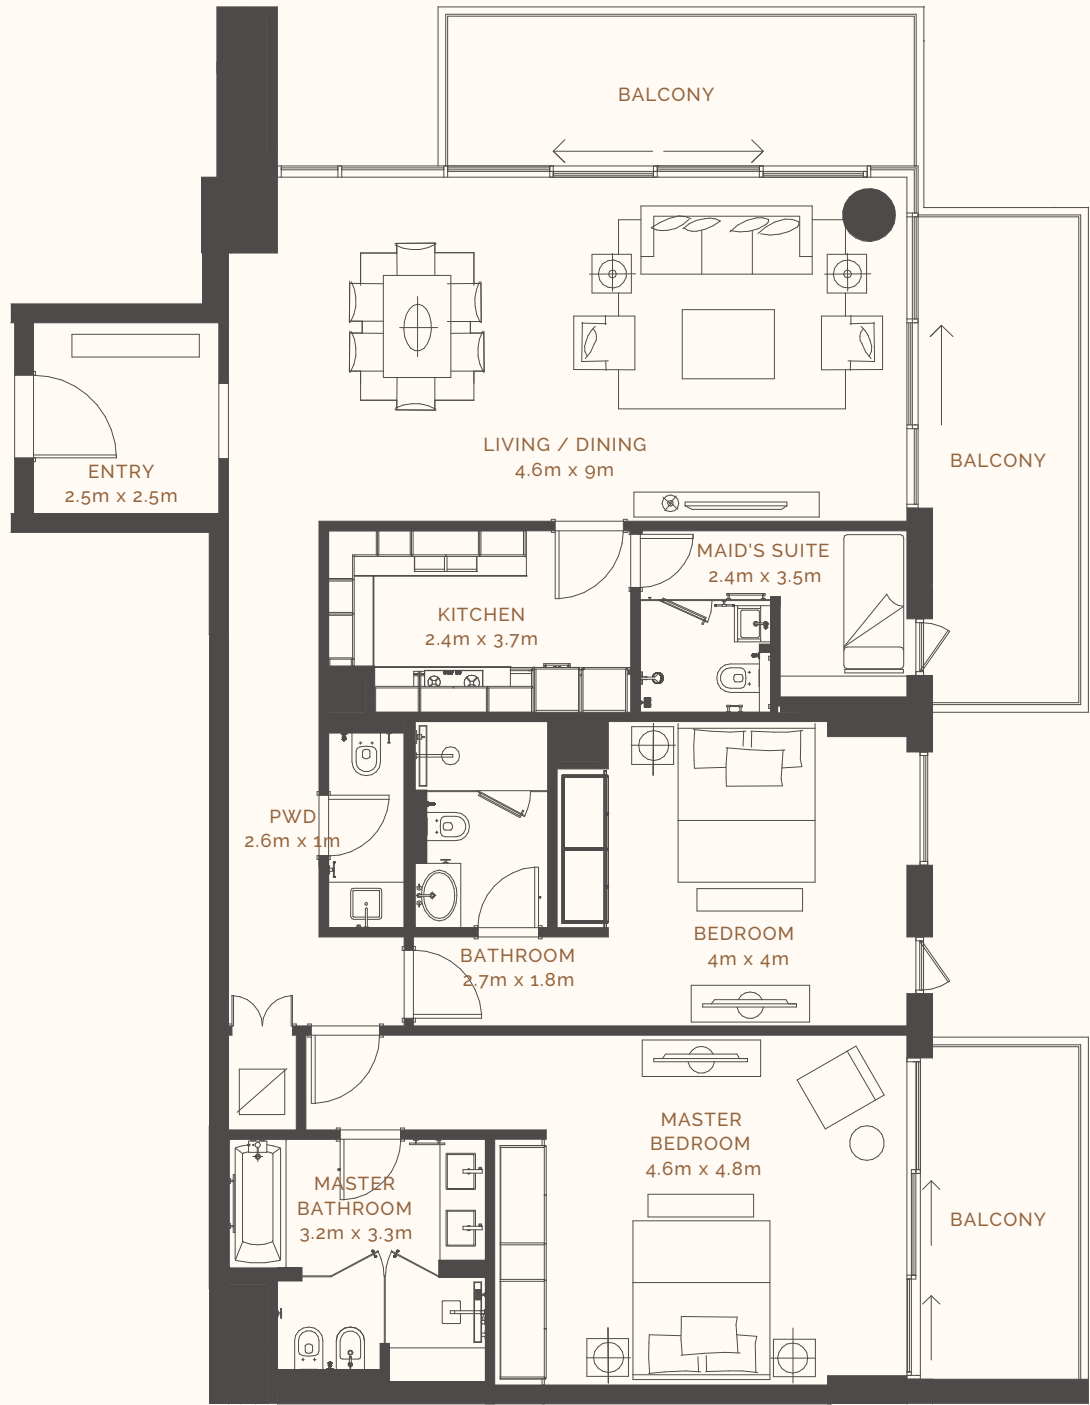 BALCONY
LIVING / DINING
4.6m x 9m
BALCONY
ENTRY
2.5m x 2.5m
MAID'S SUITE
2.4m x 3.5m
KITCHEN
2.4m x 3.7m
PWD
2.6m x 1m
BEDROOM
4m x 4m
BATHROOM
2.7m x 1.8m
MASTER
BEDROOM
4.6m x 4.8m
MASTER
BATHROOM
3.2m x 3.3m
BALCONY